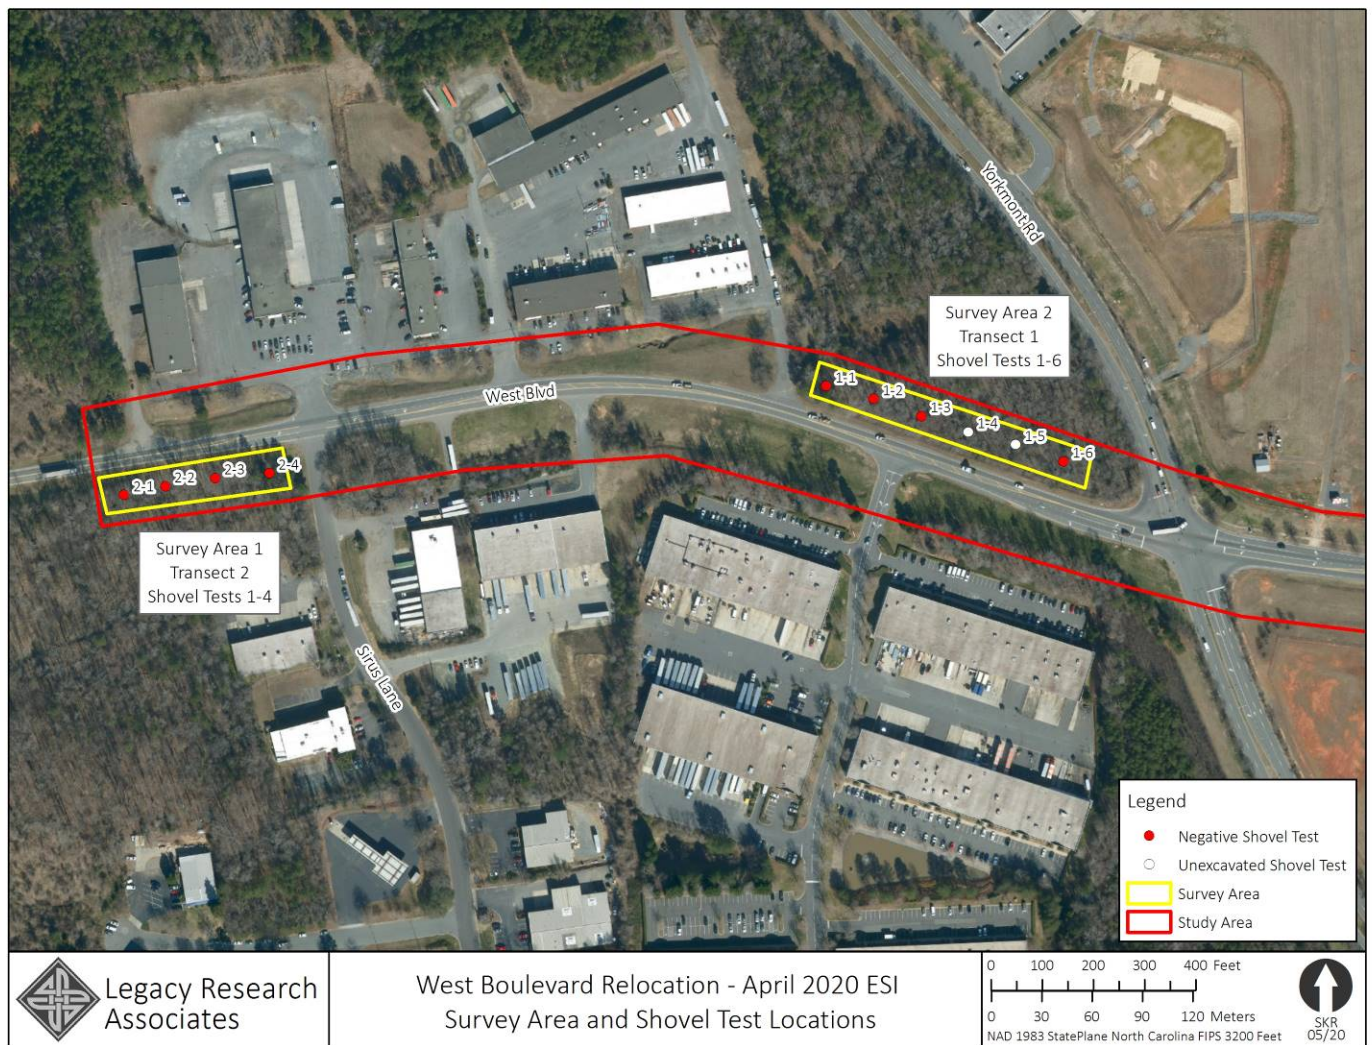 Yorkmont Rd
Survey Area 2
Transect 1
Shovel Tests 1-6
1-1
1-2
1-3
1-4
1-5
1-6
West Blvd
2-1
2-2
2-3
2-4
Survey Area 1
Transect 2
Shovel Tests 1-4
Sirus Lane
Legend
Negative Shovel Test
Unexcavated Shovel Test
Survey Area
Study Area
Legacy Research
Associates
West Boulevard Relocation - April 2020 ESI
Survey Area and Shovel Test Locations
0 100 200 300 400 Feet
0 30 60 90 120 Meters
NAD 1983 StatePlane North Carolina FIPS 3200 Feet
SKR
05/20